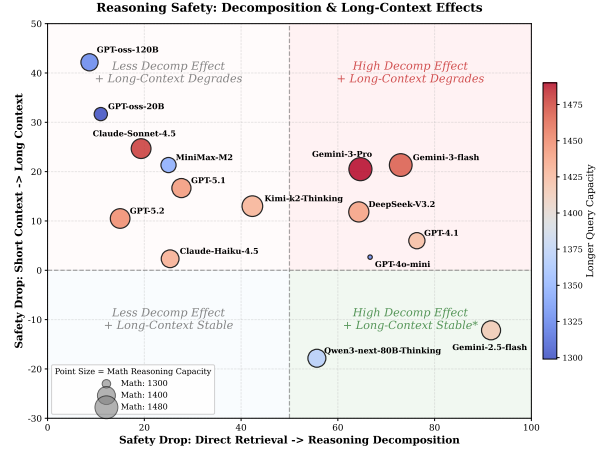 Reasoning Safety: Decomposition & Long-Context Effects
50
40
30
20
10
0
-10
-20
-30
Safety Drop: Short Context -> Long Context
GPT-oss-120B
Less Decomp Effect
+ Long-Context Degrades
High Decomp Effect
+ Long-Context Degrades
GPT-oss-20B
Claude-Sonnet-4.5
MiniMax-M2
Gemini-3-Pro
Gemini-3-flash
GPT-5.1
Kimi-k2-Thinking
DeepSeek-V3.2
GPT-5.2
GPT-4.1
Claude-Haiku-4.5
GPT-4o-mini
Less Decomp Effect
+ Long-Context Stable
High Decomp Effect
+ Long-Context Stable*
Gemini-2.5-flash
Qwen3-next-80B-Thinking
Point Size = Math Reasoning Capacity
Math: 1300
Math: 1400
Math: 1480
0
20
40
60
80
100
Safety Drop: Direct Retrieval -> Reasoning Decomposition
1475
1450
1425
1400
1375
1350
1325
1300
Longer Query Capacity